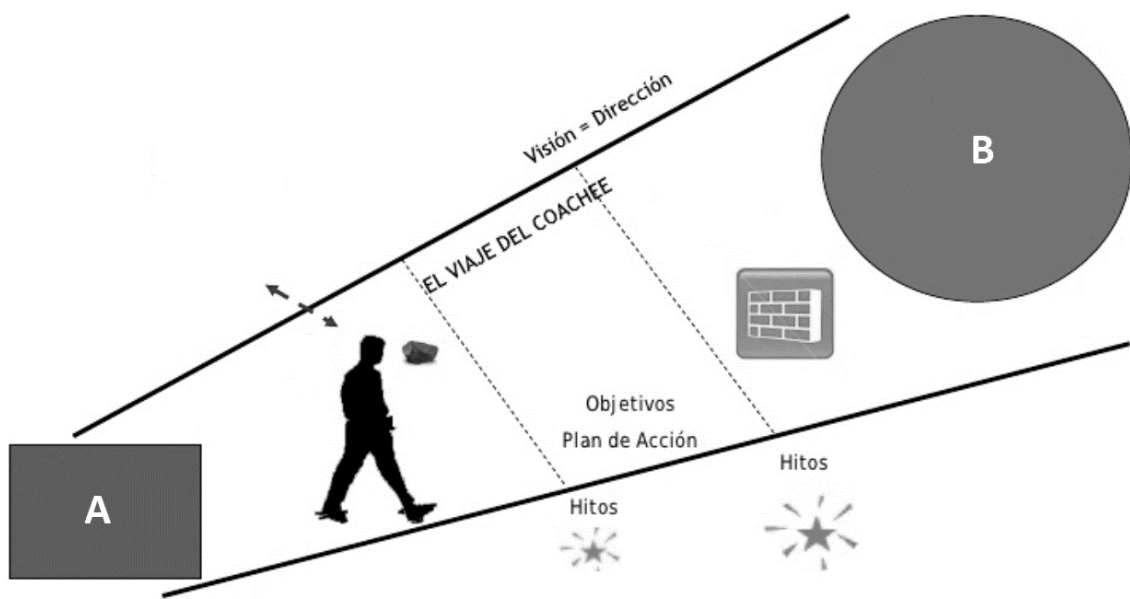 Visión = Dirección
B
EL VIAJE DEL COACHEE
Objetivos
Plan de Acción
Hitos
A
Hitos